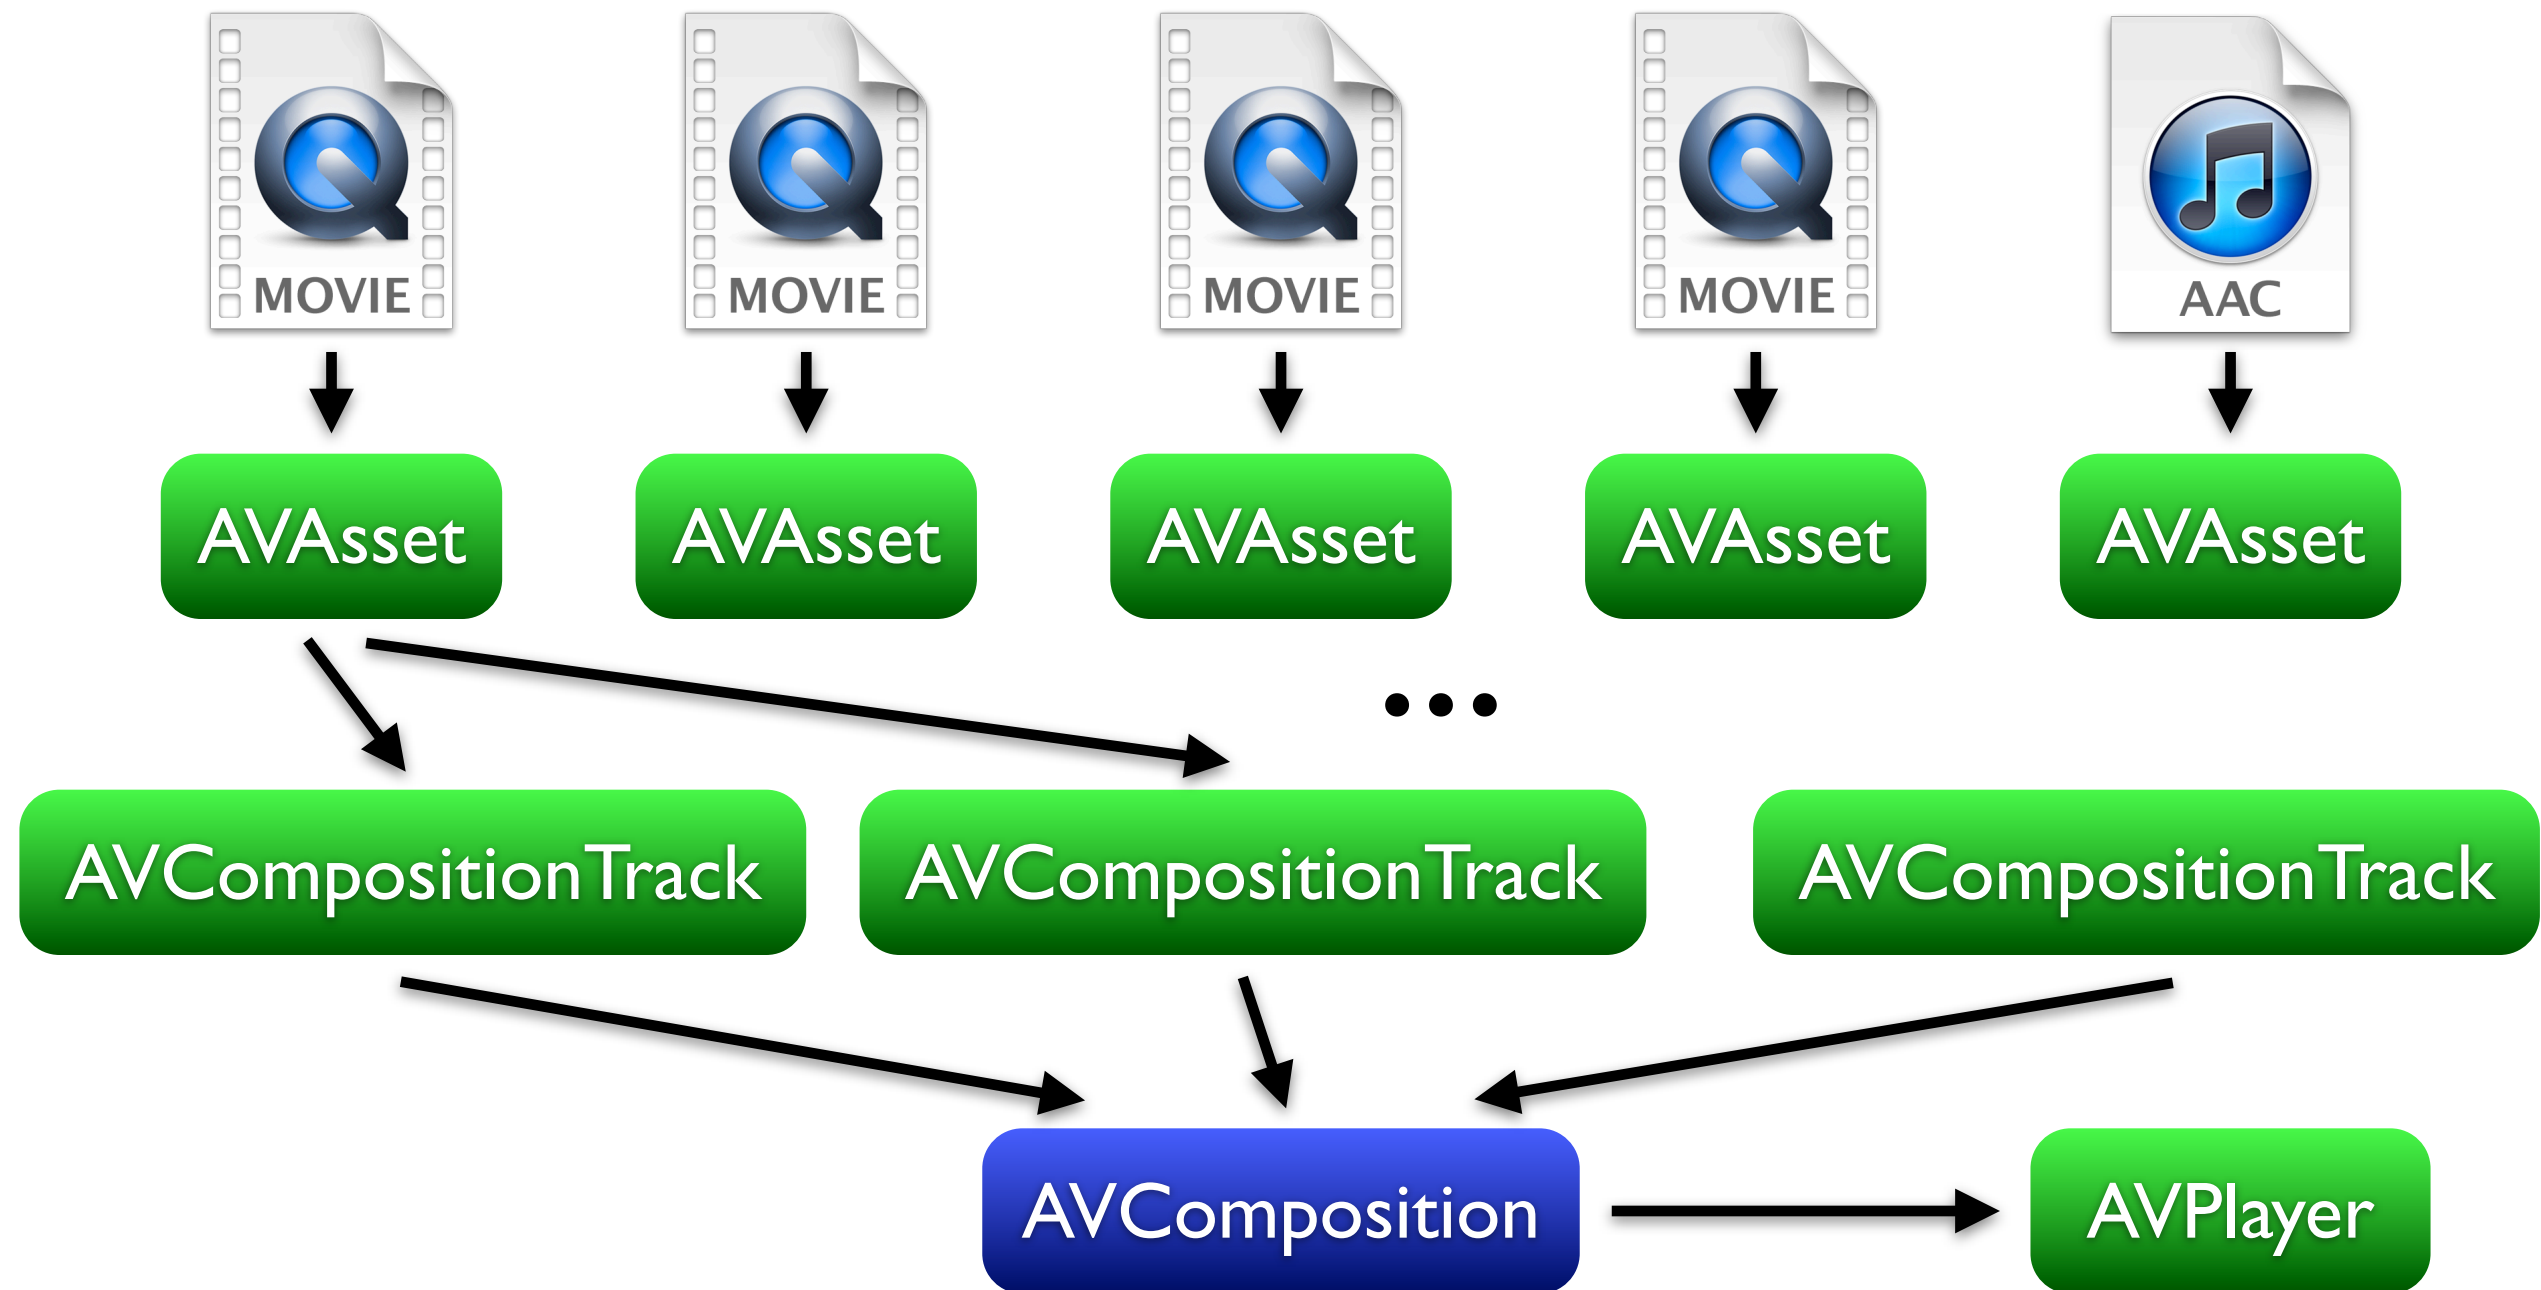 MOVIE
MOVIE
MOVIE
MOVIE
AAC
AVAsset
AVAsset
AVAsset
AVAsset
AVAsset
...
AVCompositionTrack
AVCompositionTrack
AVCompositionTrack
AVComposition
AVPlayer